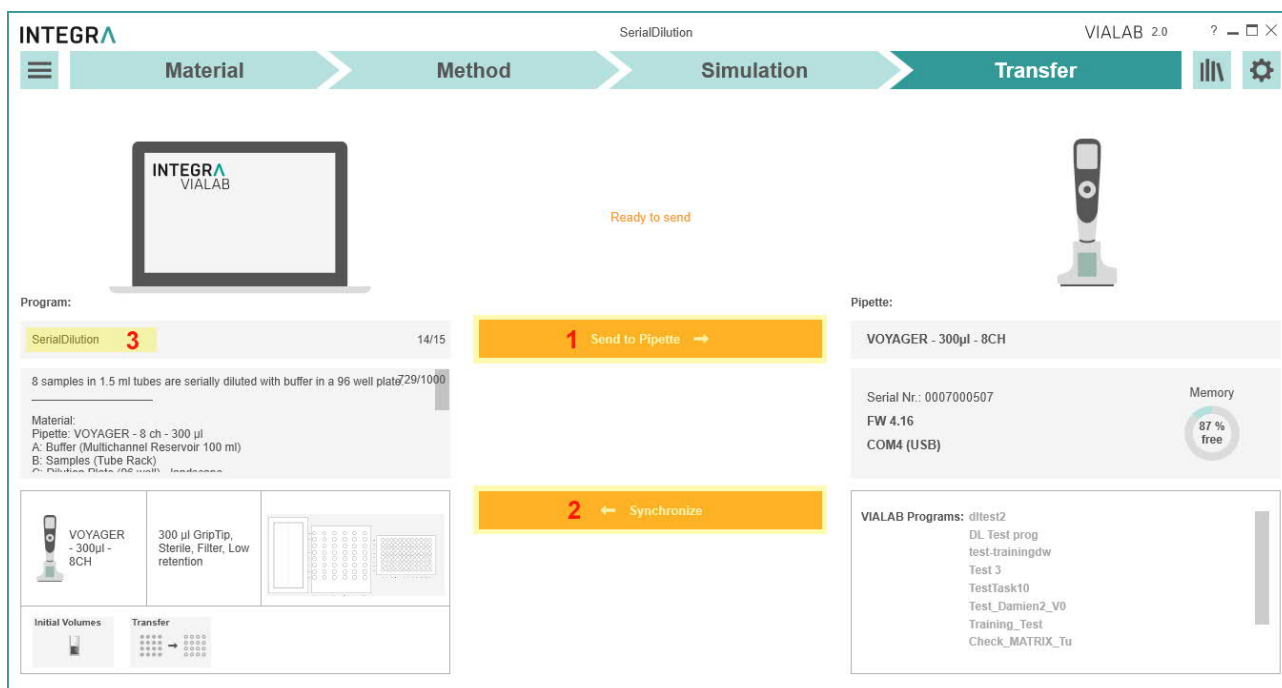 INTEGRA
SerialDilution
VIALAB 2.0
?
Material
Method
Simulation
Transfer
INTEGRA
VIALAB
Ready to send
Program:
Pipette:
SerialDilution 3 14/15
1 Send to Pipette →
VOYAGER - 300µl - 8CH
8 samples in 1.5 ml tubes are serially diluted with buffer in a 96 well plate. 729/1000
Material:
Pipette: VOYAGER - 8 ch - 300 µl
A: Buffer (Multichannel Reservoir 100 ml)
B: Samples (Tube Rack)
C: Dilution Plate (96 well) - landscape
Serial Nr.: 0007000507
FW 4.16
COM4 (USB)
Memory
87 %
free
2 ← Synchronize
VOYAGER
- 300µl -
8CH
300 µl GripTip,
Sterile, Filter, Low
retention
Initial Volumes
Transfer
VIALAB Programs: dltest2
DL Test prog
test-trainingdw
Test 3
TestTask10
Test_Damien2_V0
Training_Test
Check_MATRIX_Tu